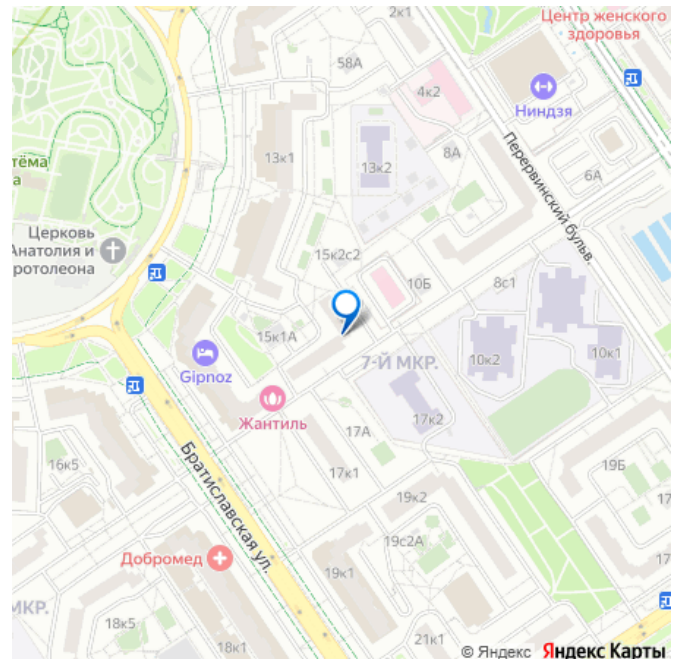 2к1
Центр женского
здоровья
58А
4к2
Ниндзя
тёма
а
13к1
13к2
8А
6А
Перервинский бульв.
Церковь
Анатолия и
ротолеона
15к2с2
10Б
8с1
15к1А
7-Й МКР.
10к2
10к1
Gipnoz
Жантиль
17к2
17А
16к5
17к1
19Б
Братиславская ул.
19к2
17
19с2А
Добромед
19к1
17
МКР.
18к5
18к1
21к1
© Яндекс Яндекс Карты